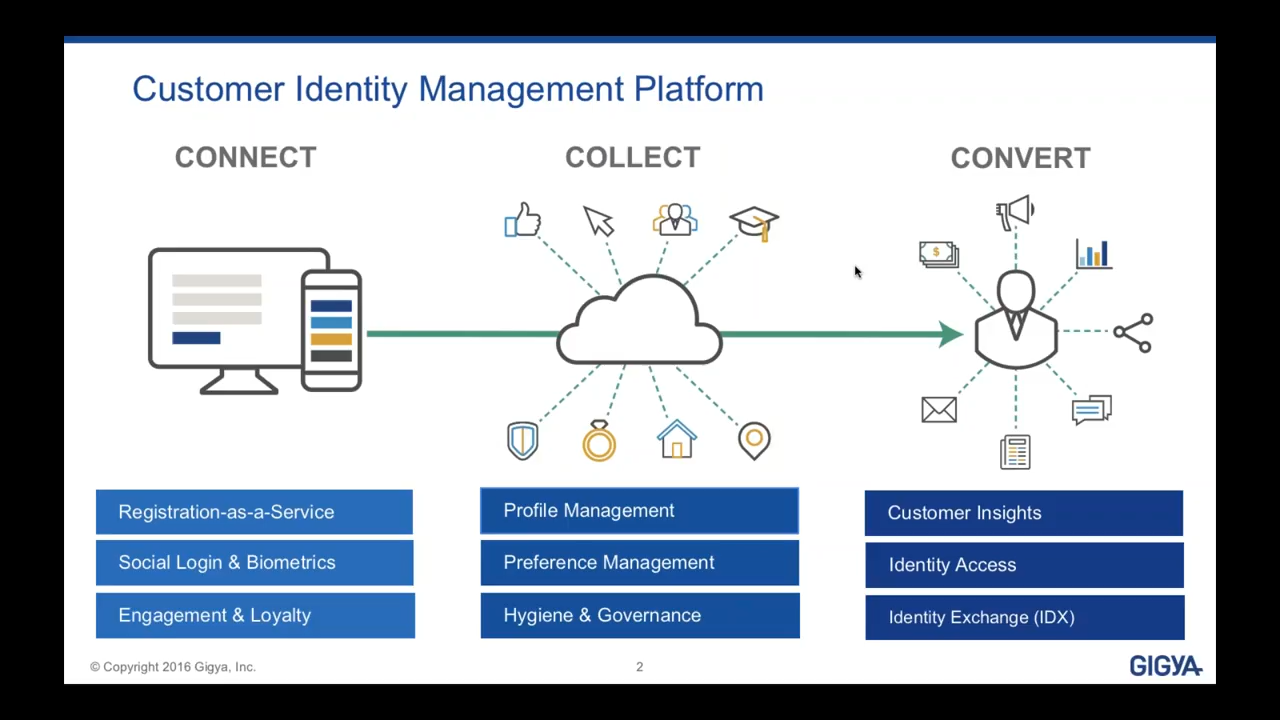 Customer Identity Management Platform
CONNECT
COLLECT
CONVERT
$
Registration-as-a-Service
Social Login & Biometrics
Engagement & Loyalty
Profile Management
Preference Management
Hygiene & Governance
Customer Insights
Identity Access
Identity Exchange (IDX)
© Copyright 2016 Gigya, Inc.
2
GIGYA